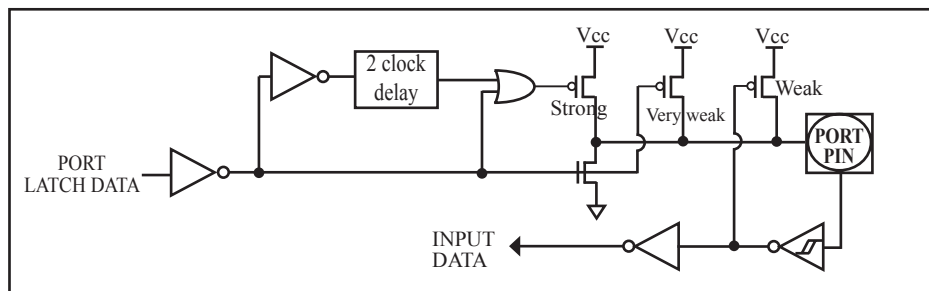 Vcc
Vcc
Vcc
2 clock
delay
Strong
Very weak
Weak
PORT
PIN
PORT
LATCH DATA
INPUT
DATA